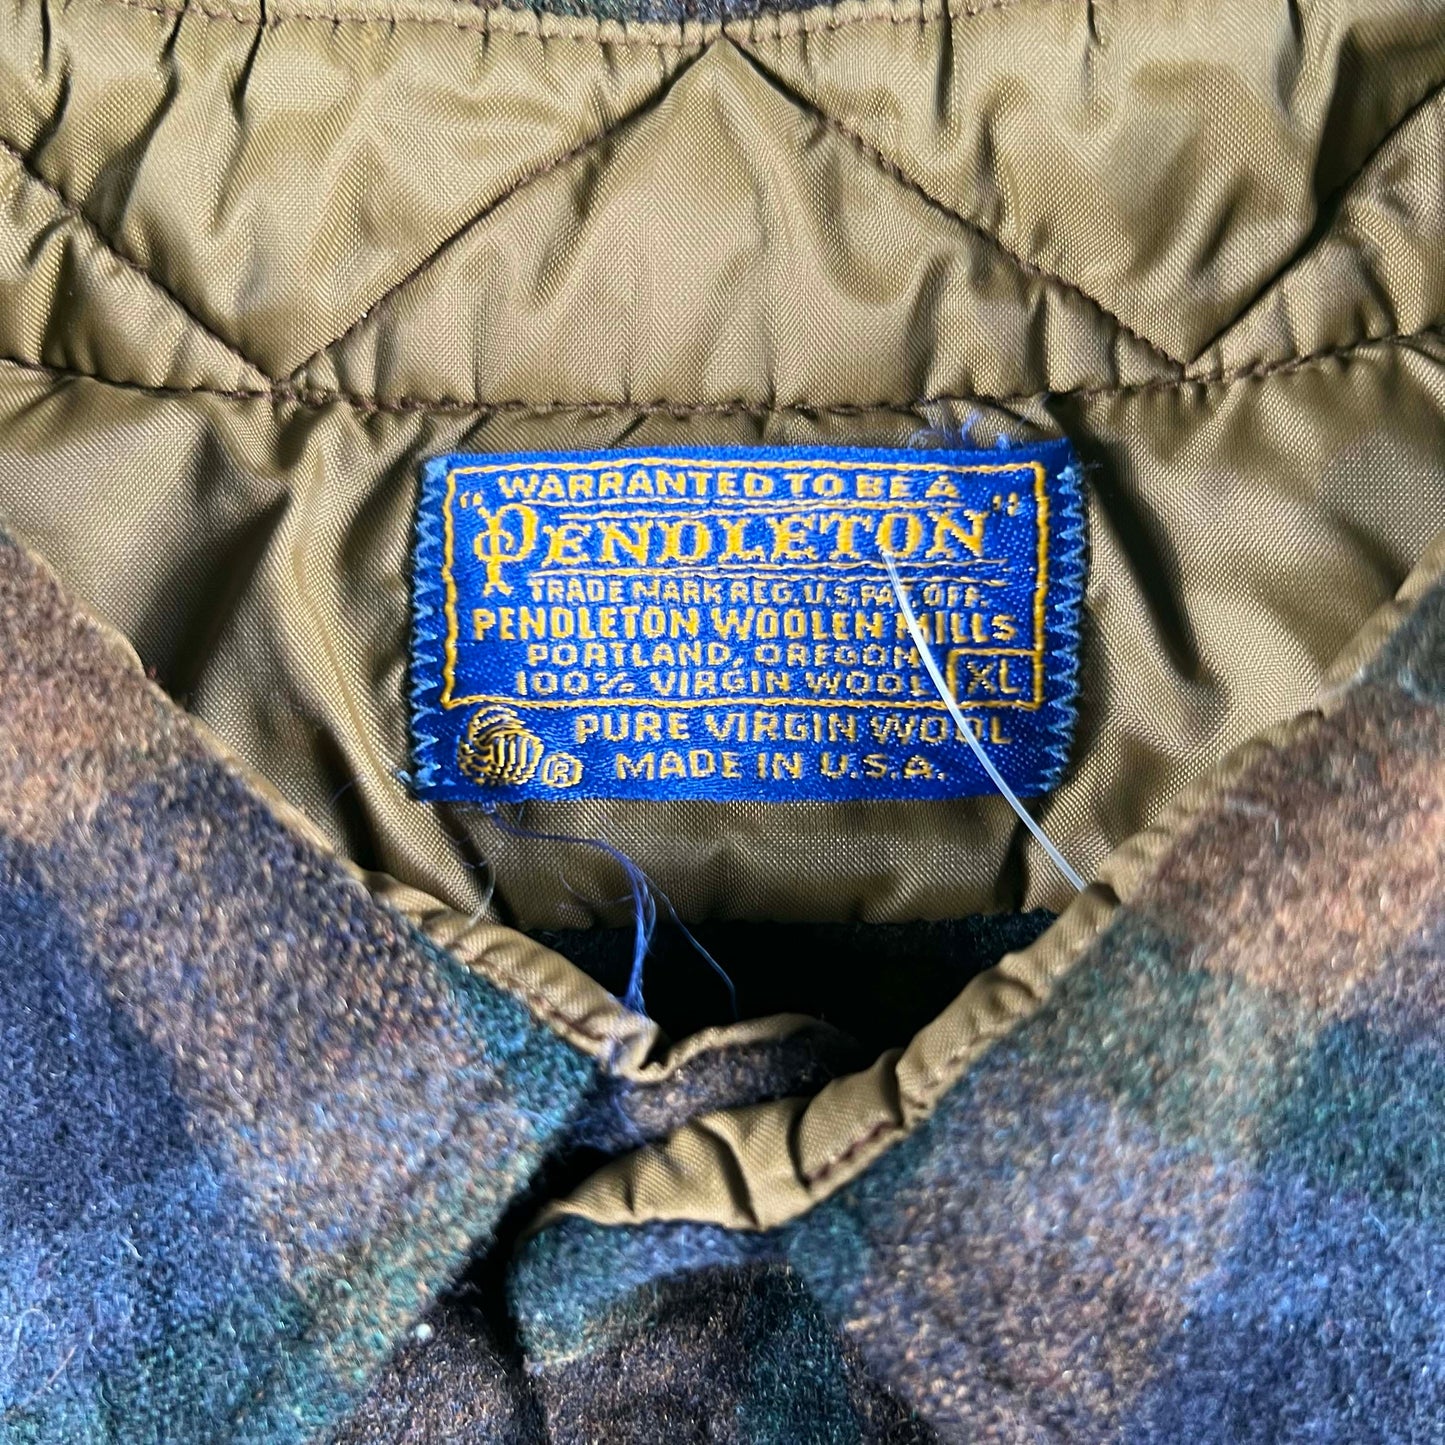 WARRANTED TO BE A
"PENDLETON"
TRADE MARK REG. U.S. PAT. OFF.
PENDLETON WOOLEN MILLS
PORTLAND, OREGON
100% VIRGIN WOOL XL
PURE VIRGIN WOOL
® MADE IN U.S.A.